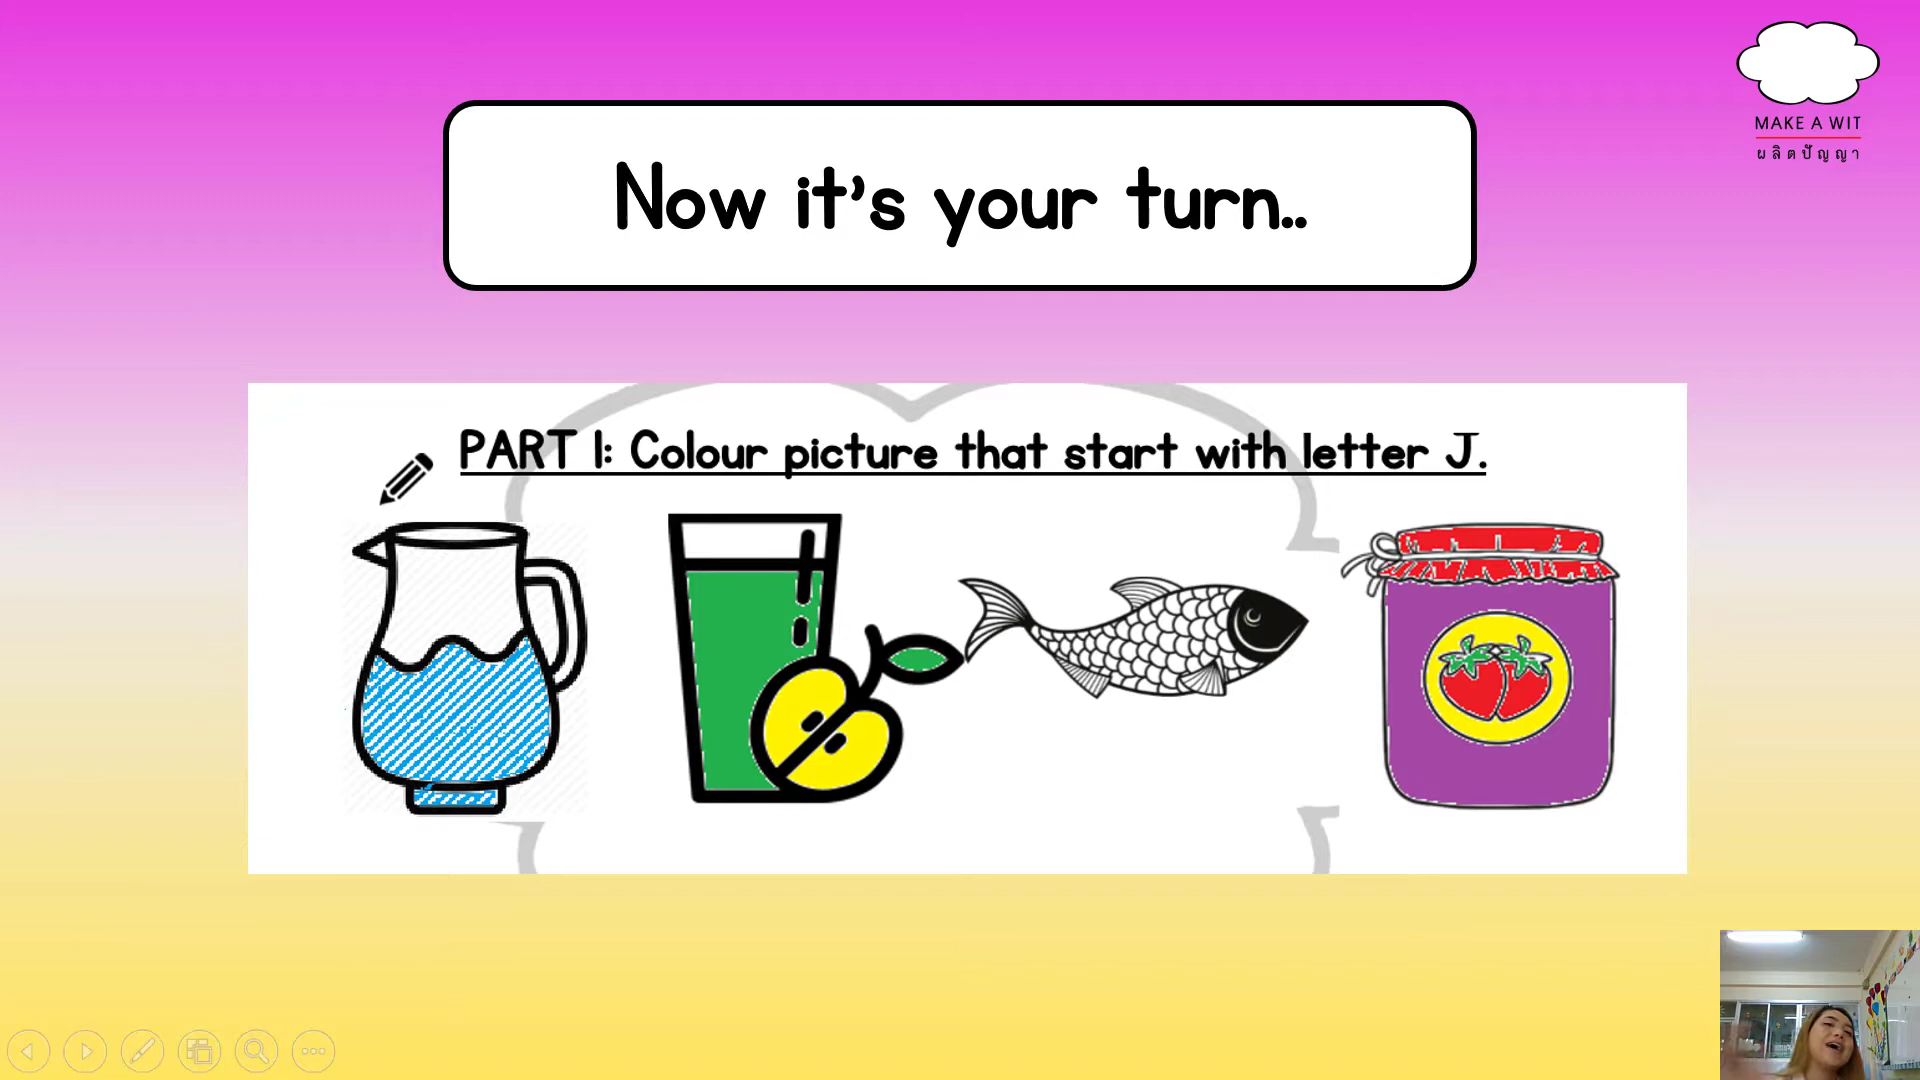 MAKE A WIT
ผลิตปัญญา
Now it's your turn..
PART 1: Colour picture that start with letter J.